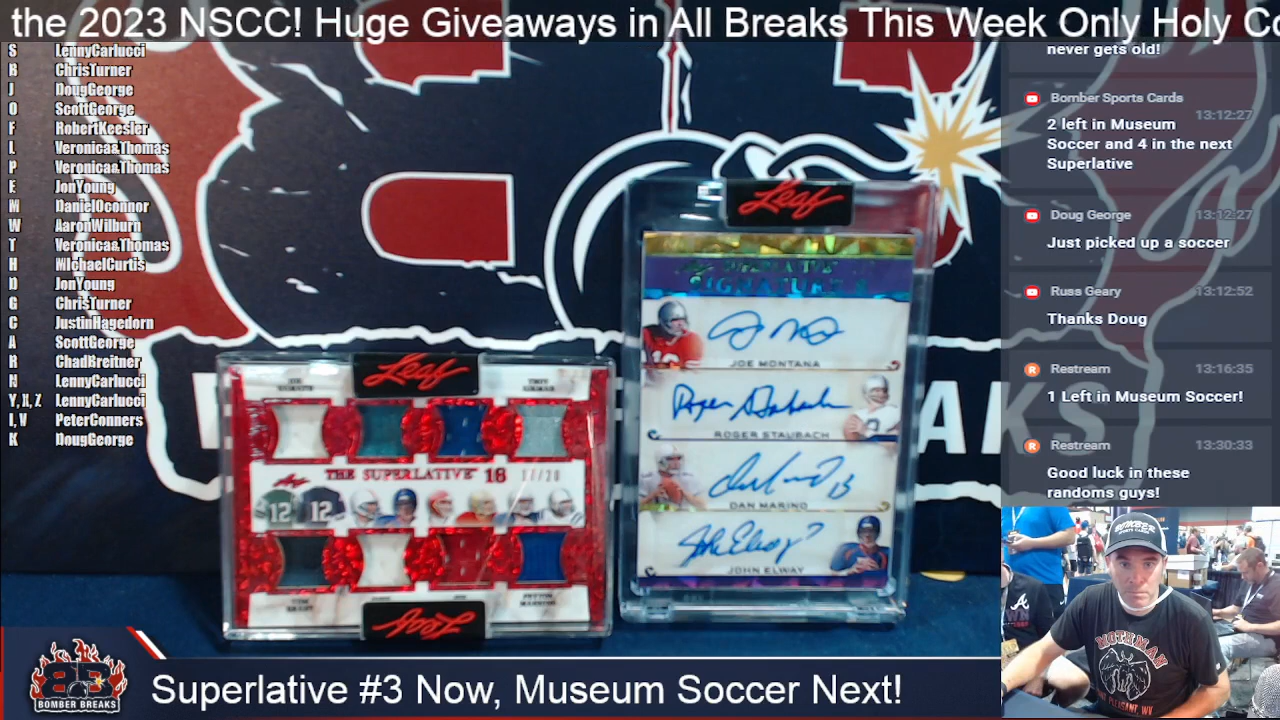 the 2023 NSCC! Huge Giveaways in All Breaks This Week Only Holy Co
S LennyCarlucci
R ChrisTurner
J DougGeorge
O ScottGeorge
F RobertKeesler
L Veronica&Thomas
P Veronica&Thomas
E JonYoung
M DanielOconnor
W AaronWilburn
T Veronica&Thomas
H MichaelCurtis
D JonYoung
G ChrisTurner
C JustinHagedorn
A ScottGeorge
R ChadBreitner
N LennyCarlucci
Y, X, Z LennyCarlucci
I, V PeterConners
K DougGeorge
Leaf
THE SUPERLATIVE 16
12 12
Leaf
Leaf
SIGNATURES
JOE MONTANA
ROGER STAUBACH
DAN MARINO
JOHN ELWAY
AKS
never gets old!
Bomber Sports Cards 13:12:27
2 left in Museum
Soccer and 4 in the next
Superlative
Doug George 13:12:27
Just picked up a soccer
Russ Geary 13:12:52
Thanks Doug
Restream 13:16:35
1 Left in Museum Soccer!
Restream 13:30:33
Good luck in these
randoms guys!
BOMBER
MOTHMAN
BOMBER BREAKS
Superlative #3 Now, Museum Soccer Next!